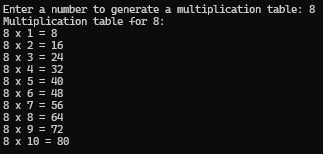 Enter a number to generate a multiplication table: 8
Multiplication table for 8:
8 x 1 = 8
8 x 2 = 16
8 x 3 = 24
8 x 4 = 32
8 x 5 = 40
8 x 6 = 48
8 x 7 = 56
8 x 8 = 64
8 x 9 = 72
8 x 10 = 80